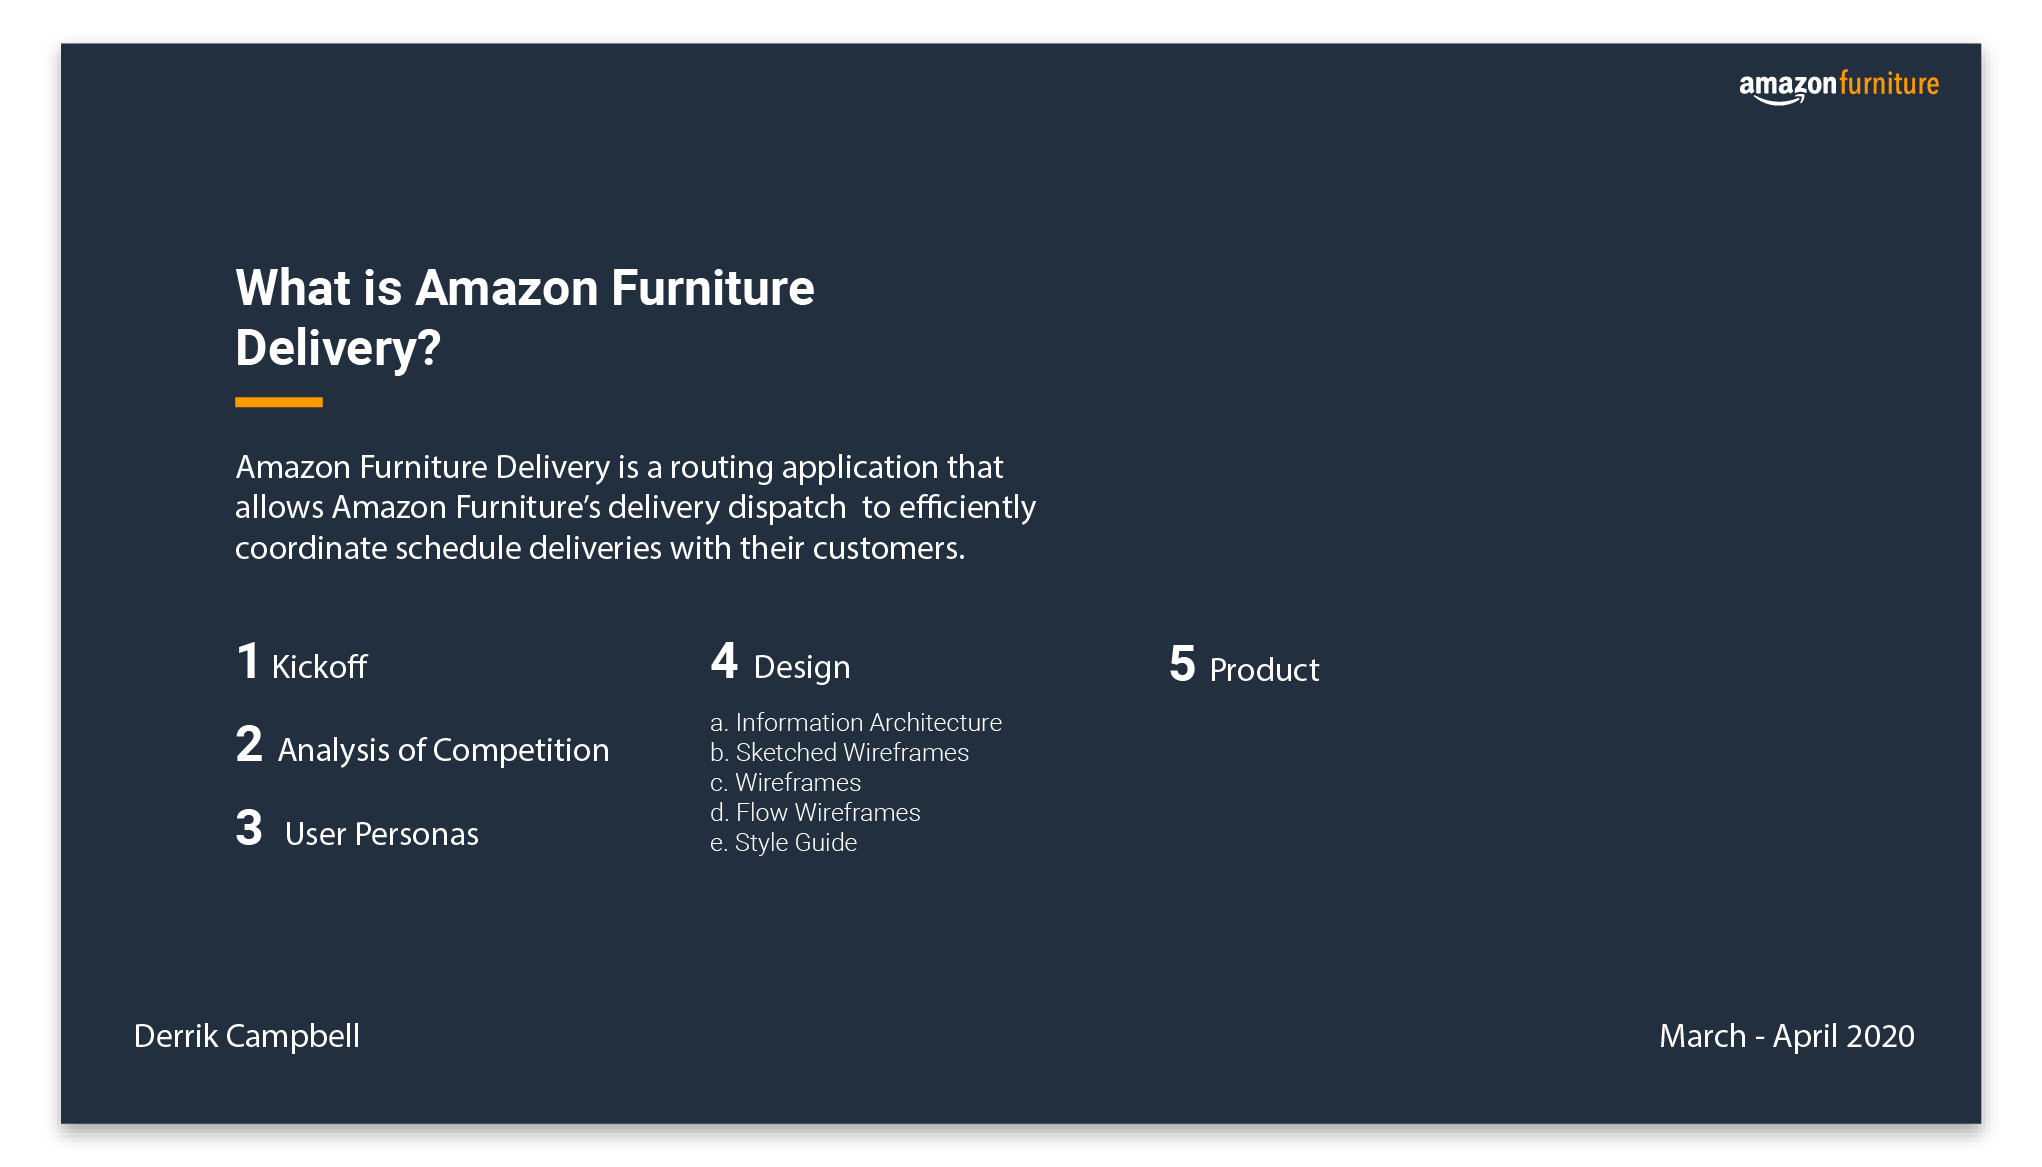 amazonfurniture
What is Amazon Furniture
Delivery?
Amazon Furniture Delivery is a routing application that
allows Amazon Furniture’s delivery dispatch  to efficiently
coordinate schedule deliveries with their customers.
1 Kickoff
2 Analysis of Competition
3 User Personas
4 Design
a. Information Architecture
b. Sketched Wireframes
c. Wireframes
d. Flow Wireframes
e. Style Guide
5 Product
Derrik Campbell
March - April 2020